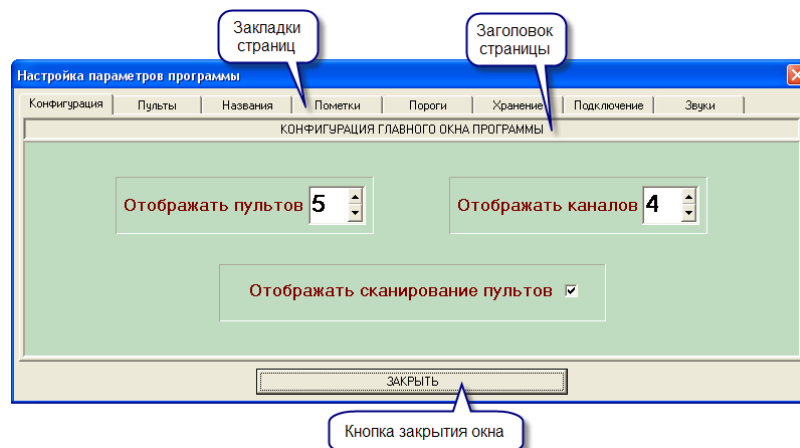 Закладки
страниц
Заголовок
страницы
Настройка параметров программы
Конфигурация Пульты Названия Пометки Пороги Хранение Подключение Звуки
КОНФИГУРАЦИЯ ГЛАВНОГО ОКНА ПРОГРАММЫ
Отображать пультов 5 Отображать каналов 4
Отображать сканирование пультов
ЗАКРЫТЬ
Кнопка закрытия окна